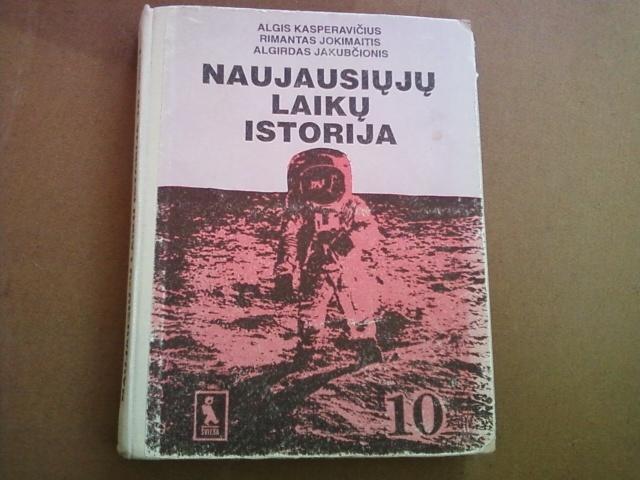 ALGIS KASPERAVIČIUS
RIMANTAS JOKIMAITIS
ALGIRDAS JAKUBČIONIS
NAUJAUSIŲJŲ
LAIKŲ
ISTORIJA
ŠVIESA
10